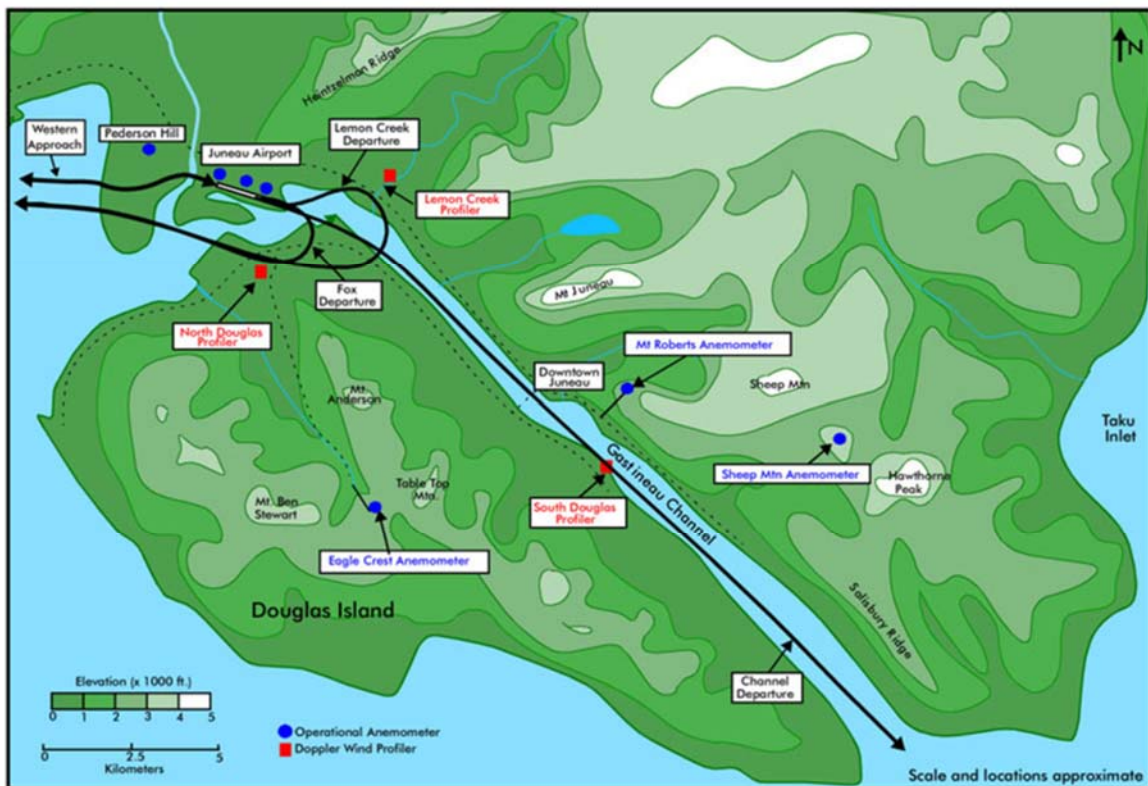 N
Heintzelman Ridge
Western
Approach
Pederson Hill
Juneau Airport
Lemon Creek
Departure
Lemon Creek
Profiler
Fox
Departure
North Douglas
Profiler
Mt Juneau
Mt Roberts Anemometer
Downtown
Juneau
Sheep Mtn
Mt.
Anderson
Taku
Inlet
Gastineau Channel
Sheep Mtn Anemometer
Hawthorne
Peak
Table Top
Mtn.
South Douglas
Profiler
Mt. Ben
Stewart
Eagle Crest Anemometer
Douglas Island
Salisbury Ridge
Channel
Departure
Elevation (x 1000 ft.)
0 1 2 3 4 5
Operational Anemometer
Doppler Wind Profiler
0 2.5 5
Kilometers
Scale and locations approximate